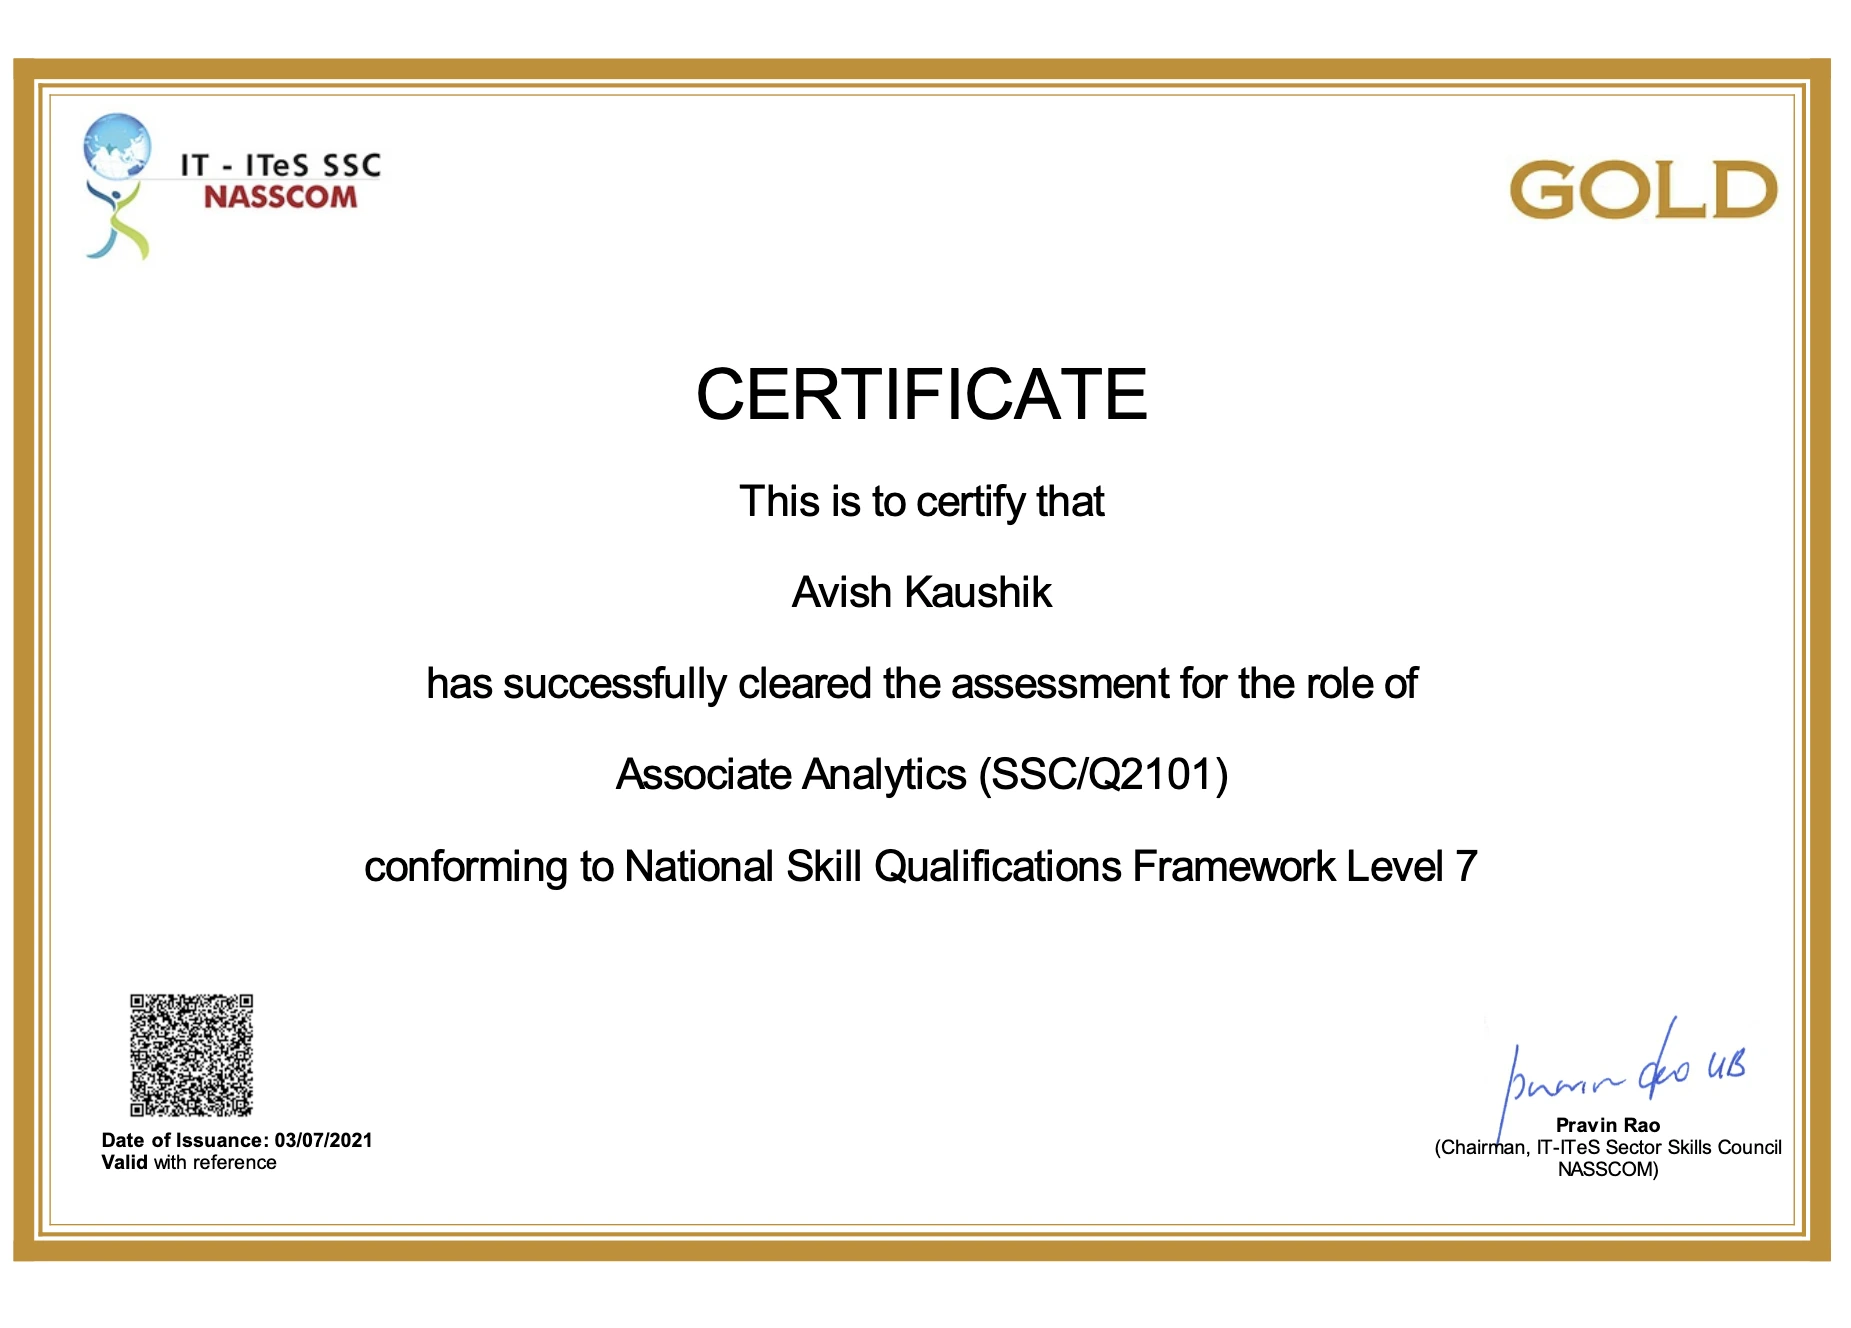 IT - ITeS SSC
NASSCOM
GOLD
CERTIFICATE
This is to certify that
Avish Kaushik
has successfully cleared the assessment for the role of
Associate Analytics (SSC/Q2101)
conforming to National Skill Qualifications Framework Level 7
Date of Issuance: 03/07/2021
Valid with reference
Pravin Rao UB
Pravin Rao
(Chairman, IT-ITeS Sector Skills Council
NASSCOM)